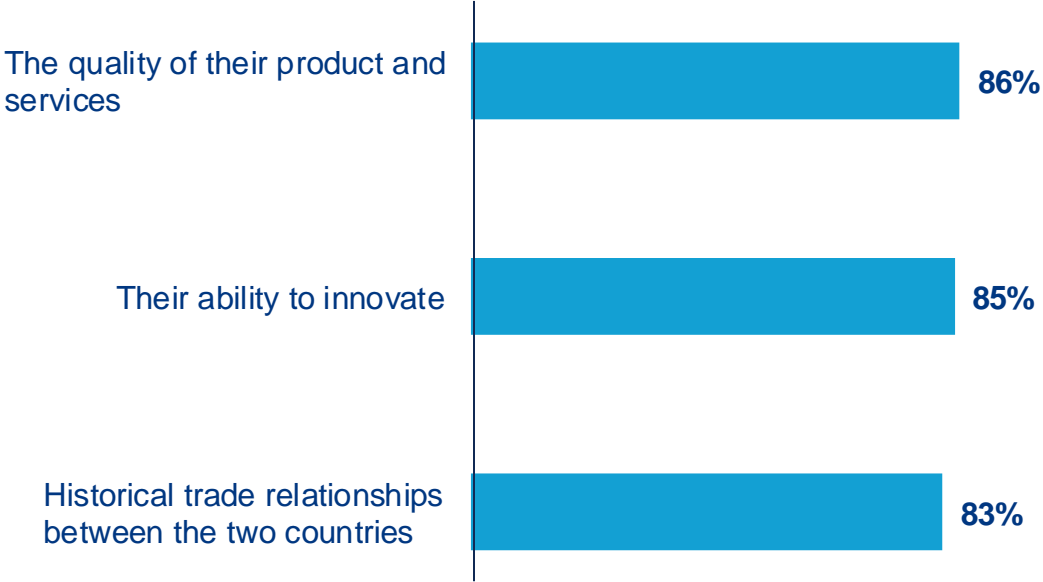 The quality of their product and
services
86%
Their ability to innovate
85%
Historical trade relationships
between the two countries
83%